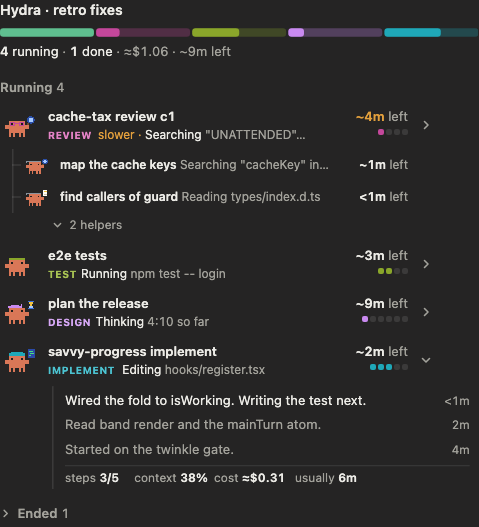 Hydra · retro fixes
4 running · 1 done · ≈$1.06 · ~9m left
Running 4
cache-tax review c1 ~4m left
REVIEW slower · Searching "UNATTENDED"...
map the cache keys Searching "cacheKey" in... ~1m left
find callers of guard Reading types/index.d.ts <1m left
2 helpers
e2e tests ~3m left
TEST Running npm test -- login
plan the release ~9m left
DESIGN Thinking 4:10 so far
savvy-progress implement ~2m left
IMPLEMENT Editing hooks/register.tsx
Wired the fold to isWorking. Writing the test next. <1m
Read band render and the mainTurn atom. 2m
Started on the twinkle gate. 4m
steps 3/5 context 38% cost ≈$0.31 usually 6m
Ended 1